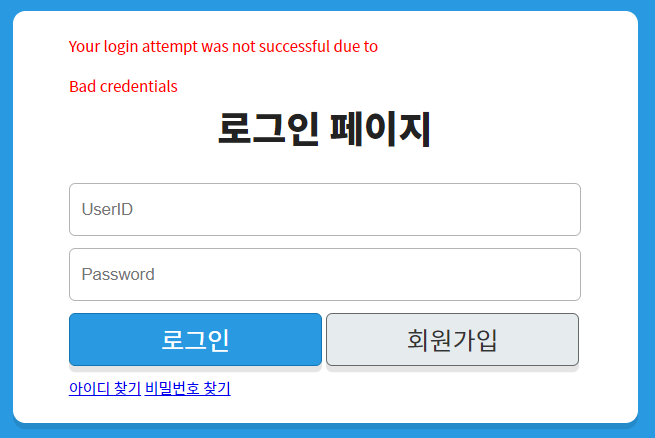 Your login attempt was not successful due to
Bad credentials
로그인 페이지
UserID
Password
로그인 회원가입
아이디 찾기 비밀번호 찾기